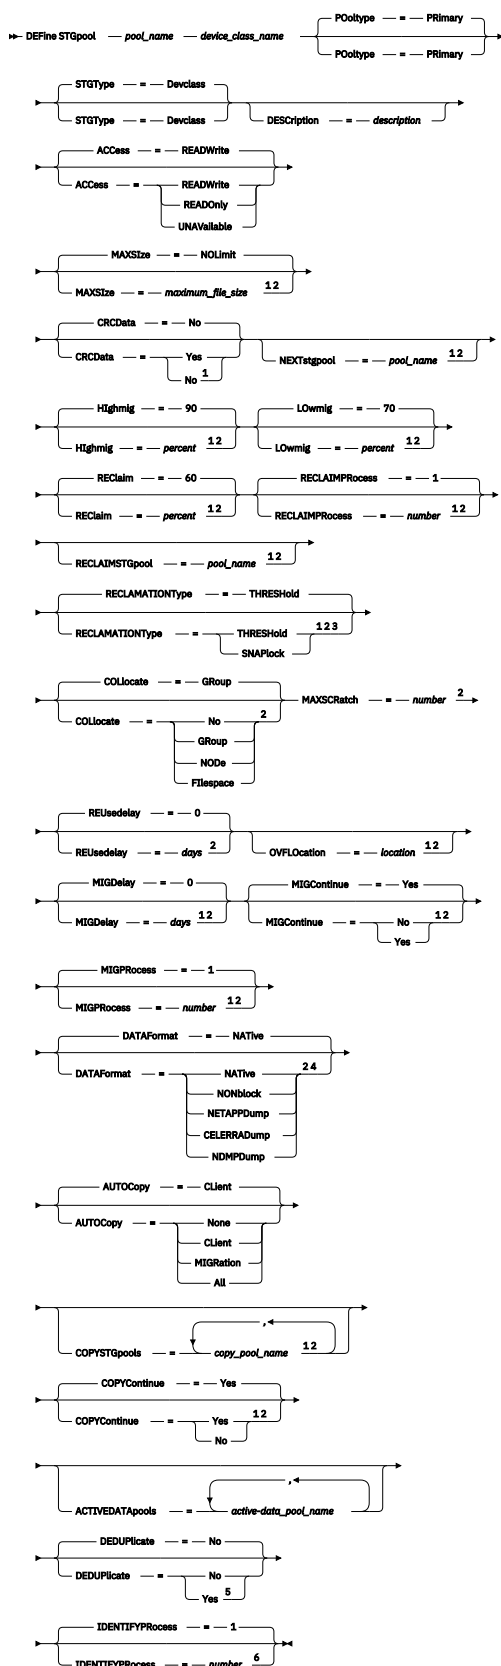 POoltype = PRimary
DEFine STGpool pool_name device_class_name
POoltype = PRimary
STGType = Devclass
STGType = Devclass
DESCription = description
ACCess = READWrite
ACCess = READWrite
READOnly
UNAVailable
MAXSIze = NOLimit
MAXSIze = maximum_file_size 1 2
CRCData = No
CRCData = Yes
No 1
NEXTstgpool = pool_name 1 2
HIghmig = 90
HIghmig = percent 1 2
LOwmig = 70
LOwmig = percent 1 2
REClaim = 60
REClaim = percent 1 2
RECLAIMPRocess = 1
RECLAIMPRocess = number 1 2
RECLAIMSTGpool = pool_name 1 2
RECLAMATIONType = THRESHold
RECLAMATIONType = THRESHold 1 2 3
SNAPlock
COLlocate = GRoup
COLlocate = No 2
GRoup
NODe
FIlespace
MAXSCRatch = number 2
REUsedelay = 0
REUsedelay = days 2
OVFLOcation = location 1 2
MIGDelay = 0
MIGDelay = days 1 2
MIGContinue = Yes
MIGContinue = No 1 2
Yes
MIGPRocess = 1
MIGPRocess = number 1 2
DATAFormat = NATive
DATAFormat = NATive 2 4
NONblock
NETAPPDump
CELERRADump
NDMPDump
AUTOCopy = CLient
AUTOCopy = None
CLient
MIGRation
All
,
COPYSTGpools = copy_pool_name 1 2
COPYContinue = Yes
COPYContinue = Yes 1 2
No
,
ACTIVEDATApools = active-data_pool_name
DEDUPlicate = No
DEDUPlicate = No
Yes 5
IDENTIFYPRocess = 1
IDENTIFYPRocess = number 6